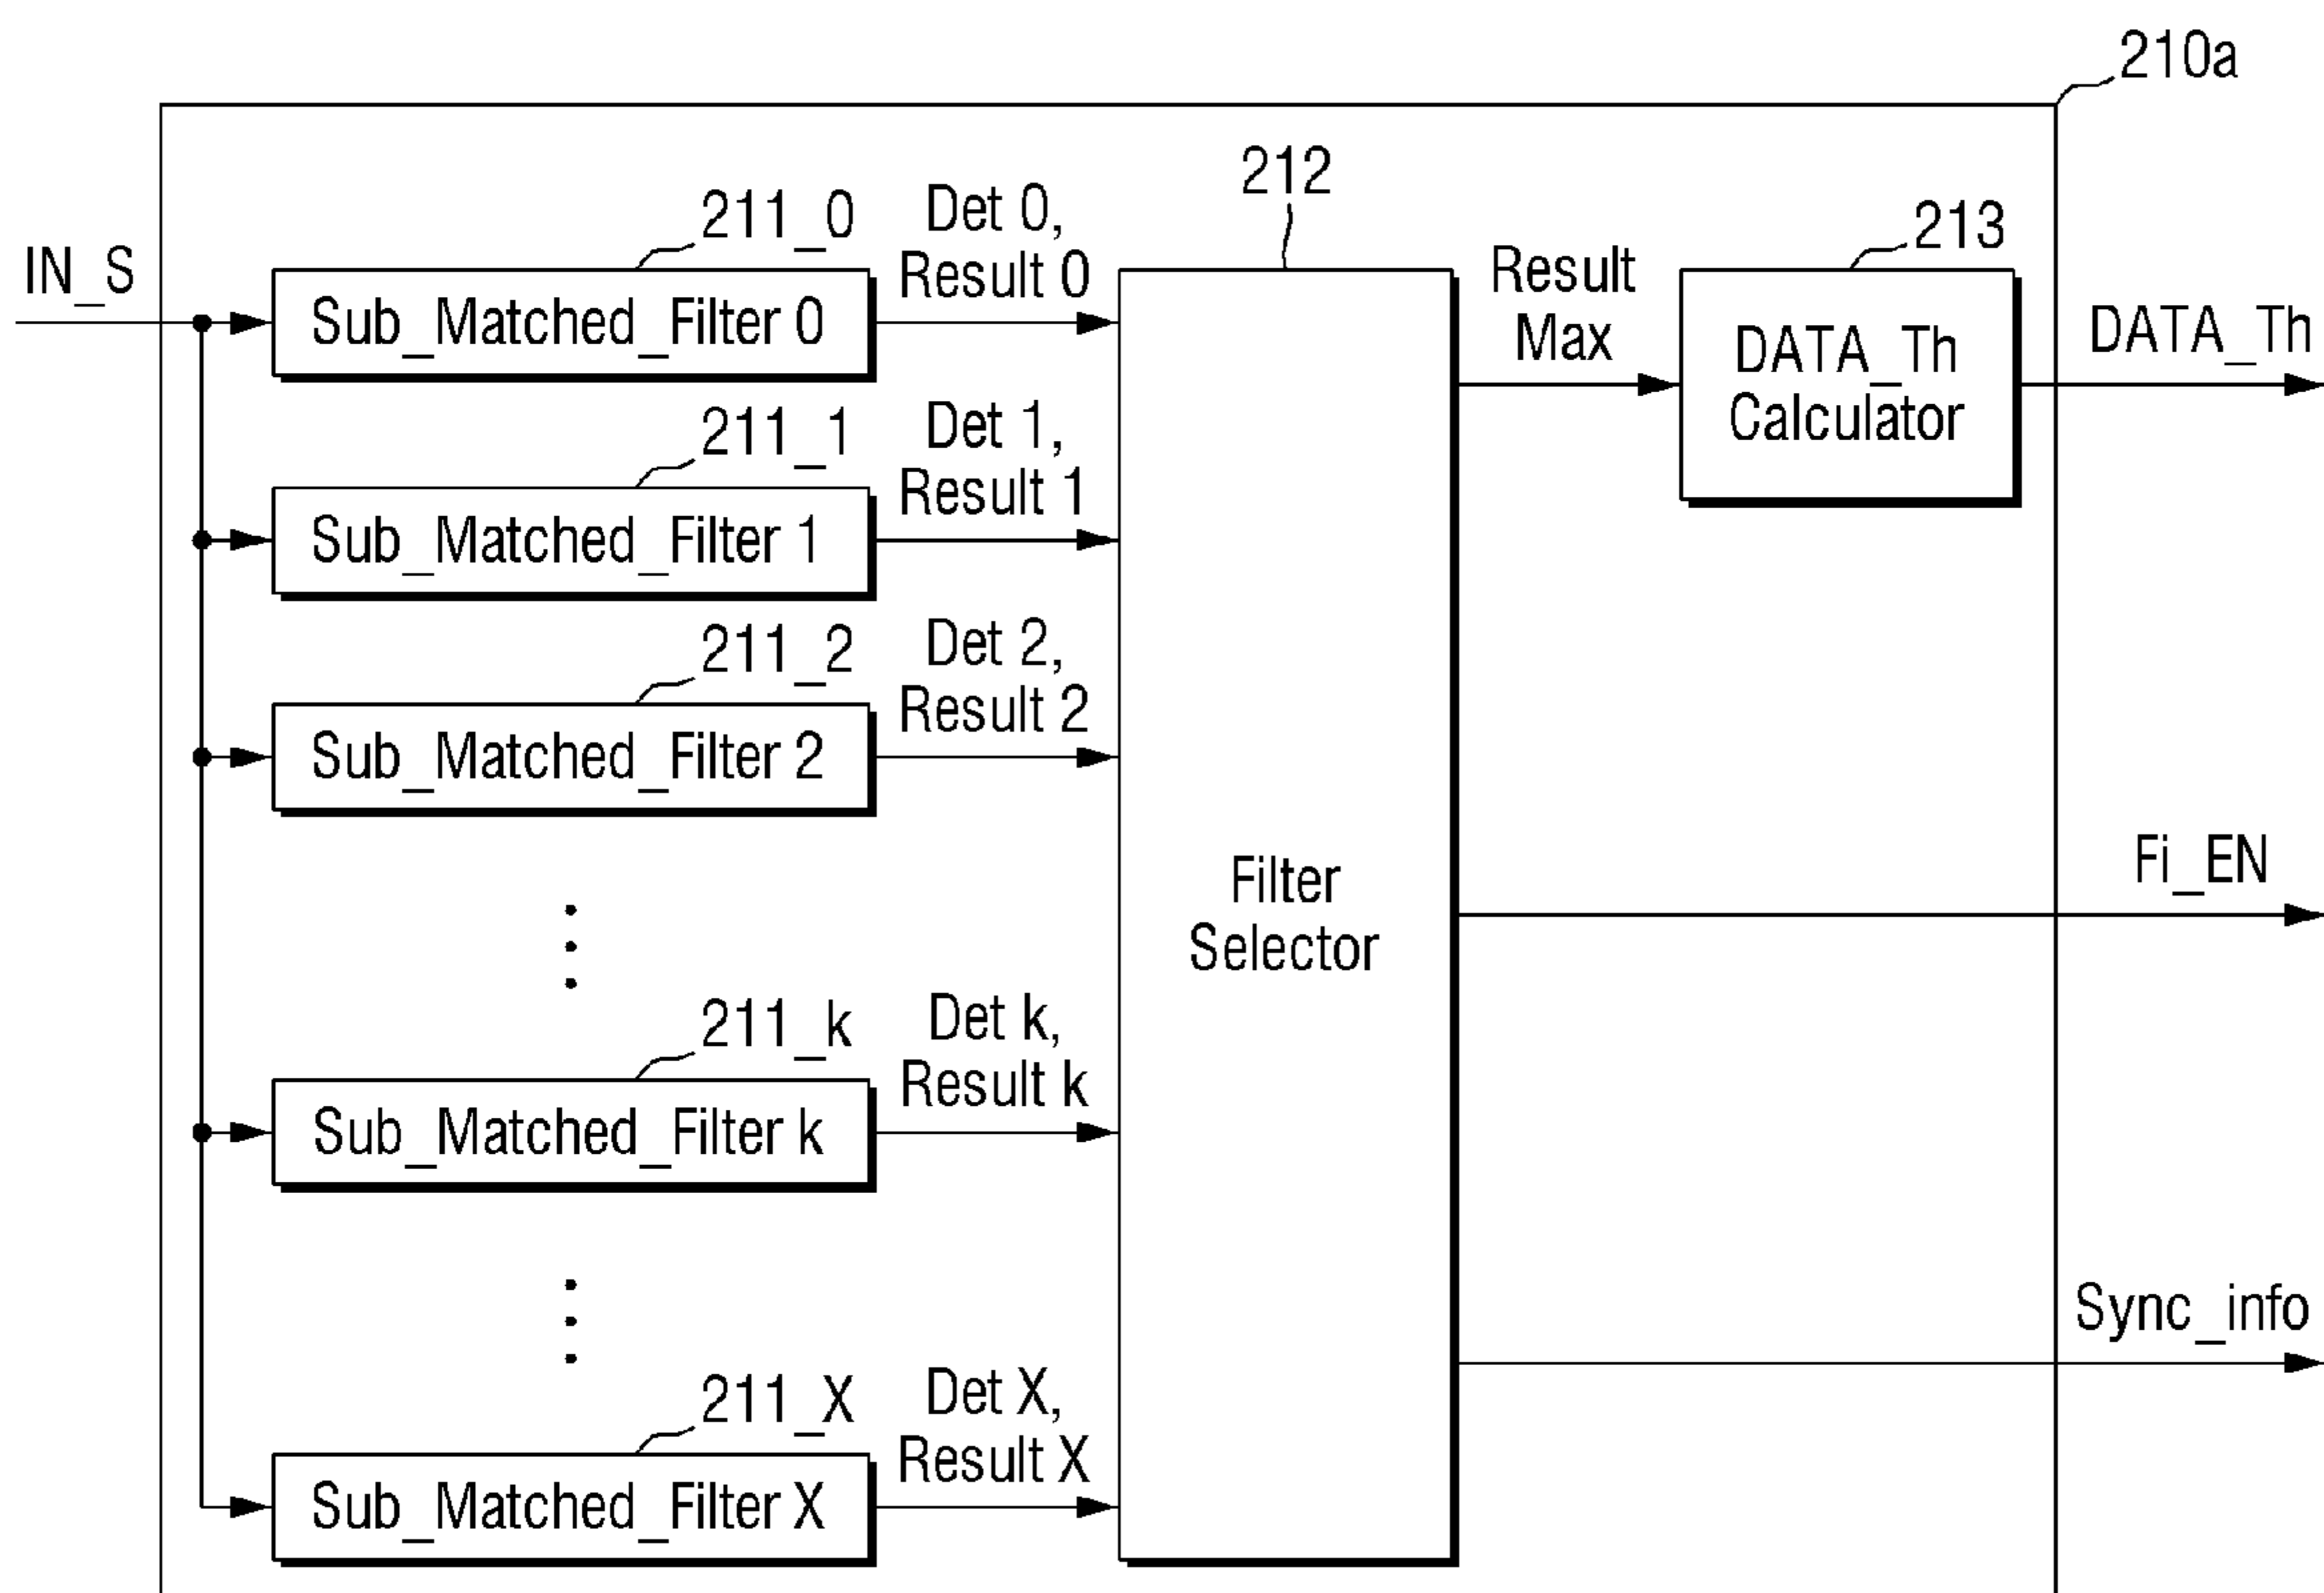 210a
212
211_0
Det 0,
Result 0
213
IN_S
Sub_Matched_Filter 0
Result
Max
DATA_Th
Calculator
DATA_Th
211_1
Det 1,
Result 1
Sub_Matched_Filter 1
211_2
Det 2,
Result 2
Sub_Matched_Filter 2
Filter
Selector
Fi_EN
211_k
Det k,
Result k
Sub_Matched_Filter k
Sync_info
211_X
Det X,
Result X
Sub_Matched_Filter X